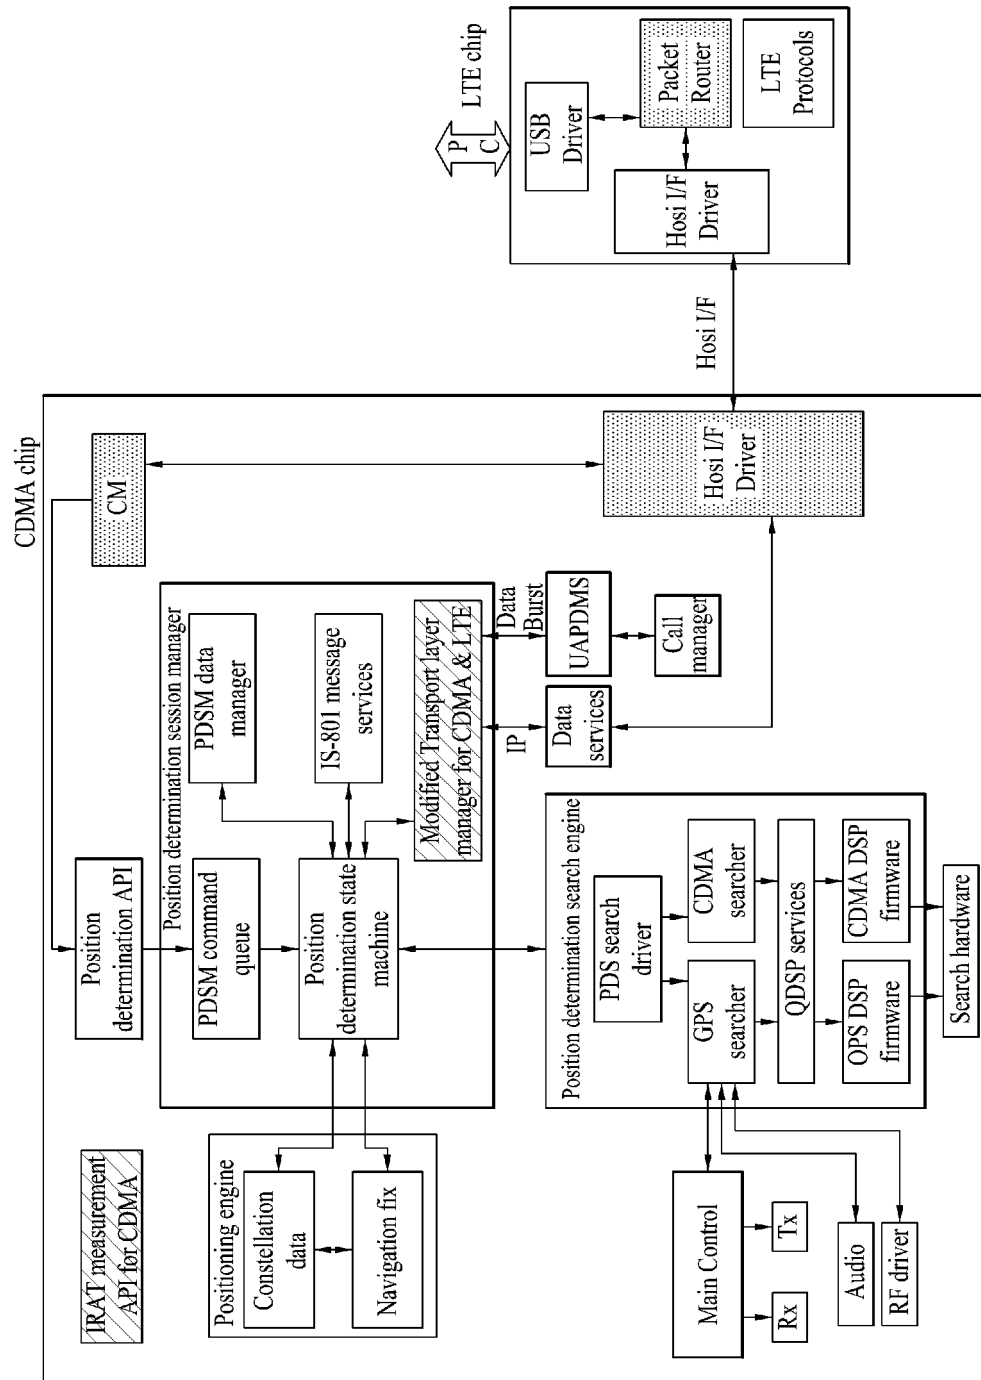 CDMA chip
IRAT measurement
API for CDMA
Position
determination API
CM
Positioning engine
Constellation
data
Navigation fix
Position determination session manager
PDSM command
queue
PDSM data
manager
Position
determination state
machine
IS-801 message
services
Modified Transport layer
manager for CDMA & LTE
IP
Data
Burst
Data
services
UAPDMS
Call
manager
Hosi I/F
Driver
Main Control
Rx
Tx
Audio
RF driver
Position determination search engine
PDS search
driver
GPS
searcher
CDMA
searcher
QDSP services
OPS DSP
firmware
CDMA DSP
firmware
Search hardware
Hosi I/F
LTE chip
P
C
USB
Driver
Packet
Router
Hosi I/F
Driver
LTE
Protocols